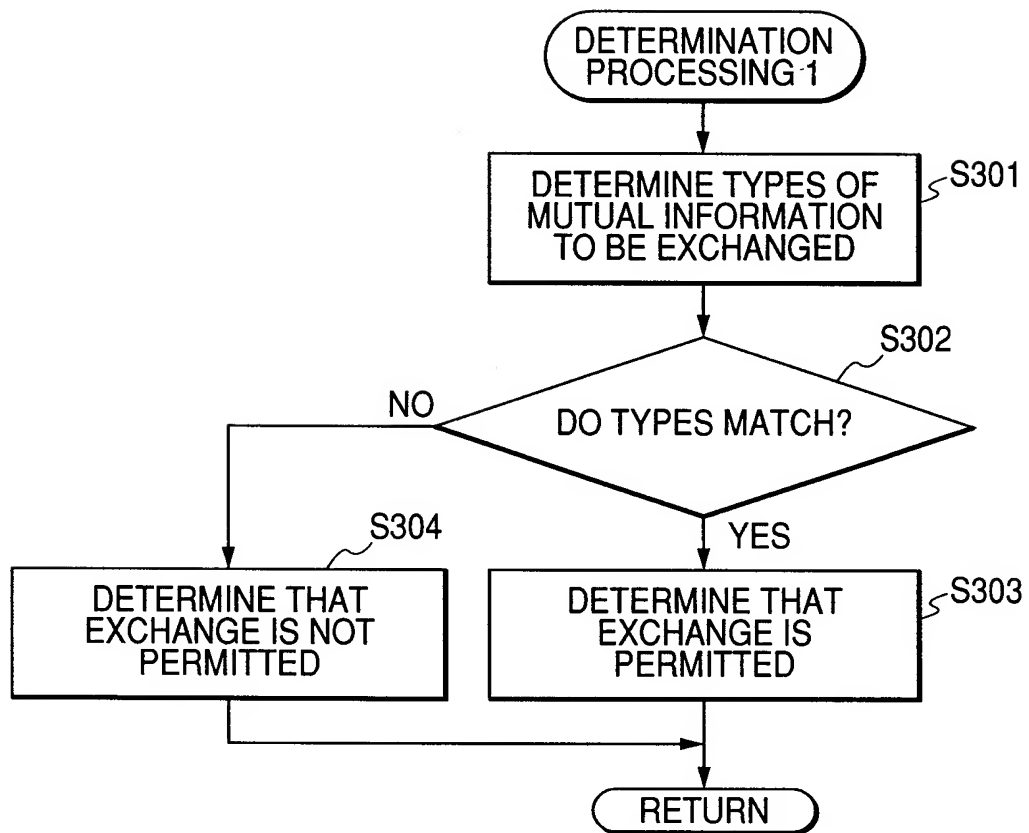 DETERMINATION
PROCESSING 1
DETERMINE TYPES OF
MUTUAL INFORMATION
TO BE EXCHANGED
S301
S302
DO TYPES MATCH?
NO
YES
S304
DETERMINE THAT
EXCHANGE IS NOT
PERMITTED
S303
DETERMINE THAT
EXCHANGE IS
PERMITTED
RETURN